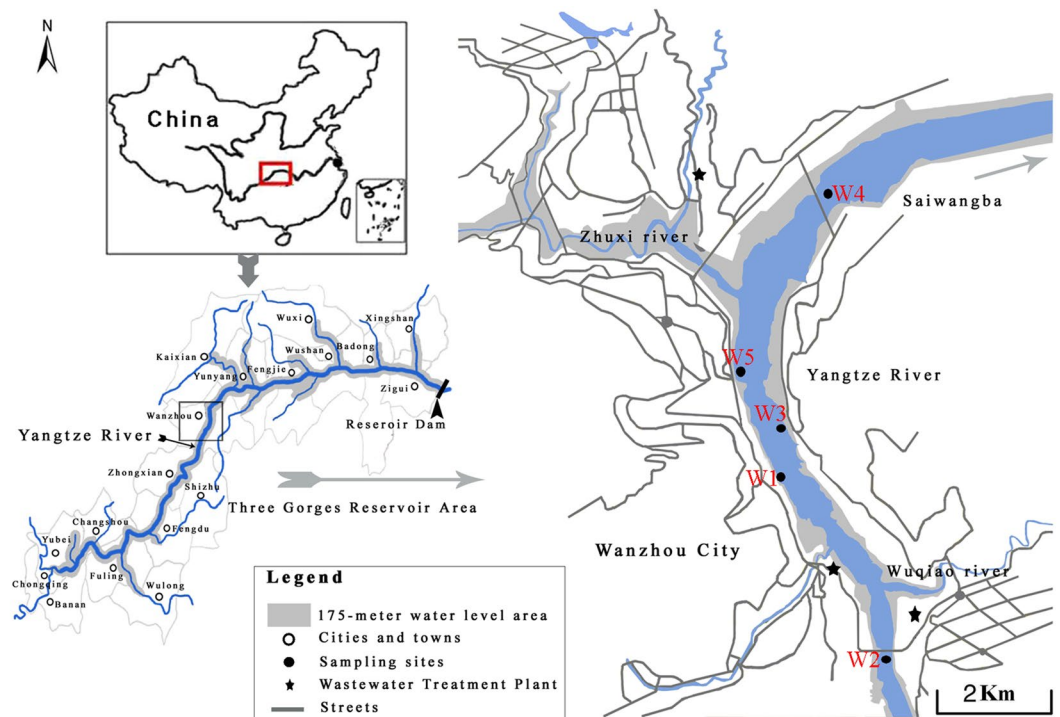 N
China
Wuxi
Xingshan
Wushan
Badong
Kaixian
Fengjie
Yunyang
Zigui
Wanzhou
Reseroir Dam
Yangtze River
Zhongxian
Shizhu
Three Gorges Reservoir Area
Changshou
Fengdu
Yubei
Chongqing
Fuling
Wulong
Banan
Legend
175-meter water level area
Cities and towns
Sampling sites
Wastewater Treatment Plant
Streets
W4
Saiwangba
Zhuxi river
W5
Yangtze River
W3
W1
Wanzhou City
Wuqiao river
W2
2Km